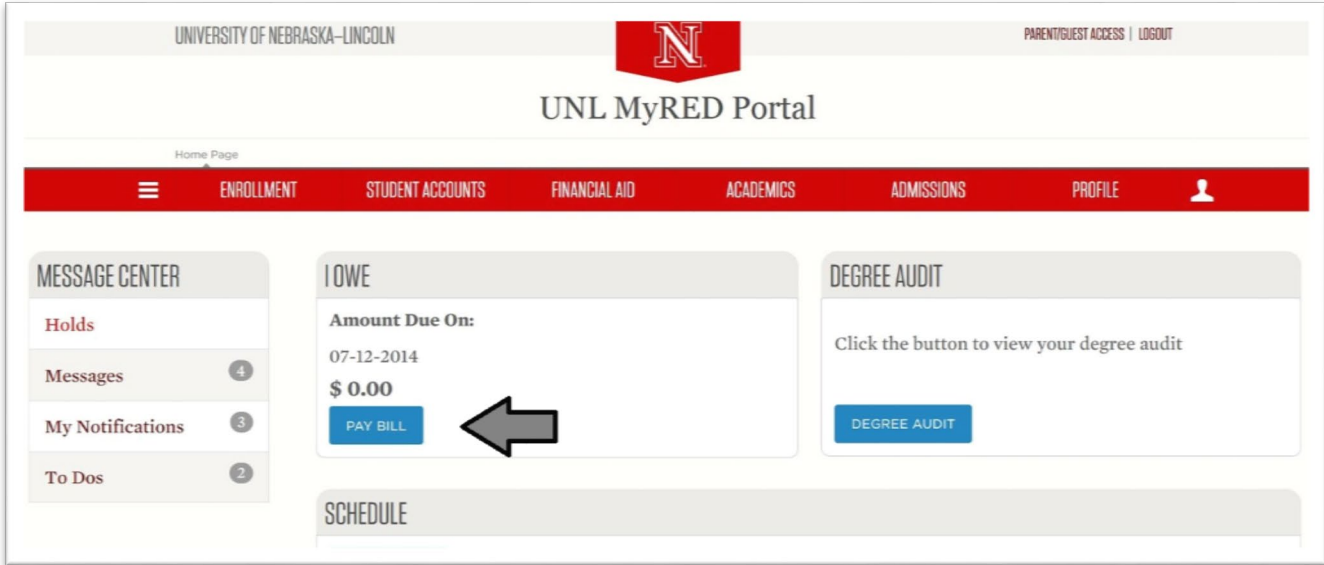 UNIVERSITY OF NEBRASKA–LINCOLN
N
PARENT/GUEST ACCESS | LOGOUT
UNL MyRED Portal
Home Page
ENROLLMENT STUDENT ACCOUNTS FINANCIAL AID ACADEMICS ADMISSIONS PROFILE
MESSAGE CENTER
Holds
Messages 4
My Notifications 3
To Dos 2
I OWE
Amount Due On:
07-12-2014
$ 0.00
PAY BILL
DEGREE AUDIT
Click the button to view your degree audit
DEGREE AUDIT
SCHEDULE